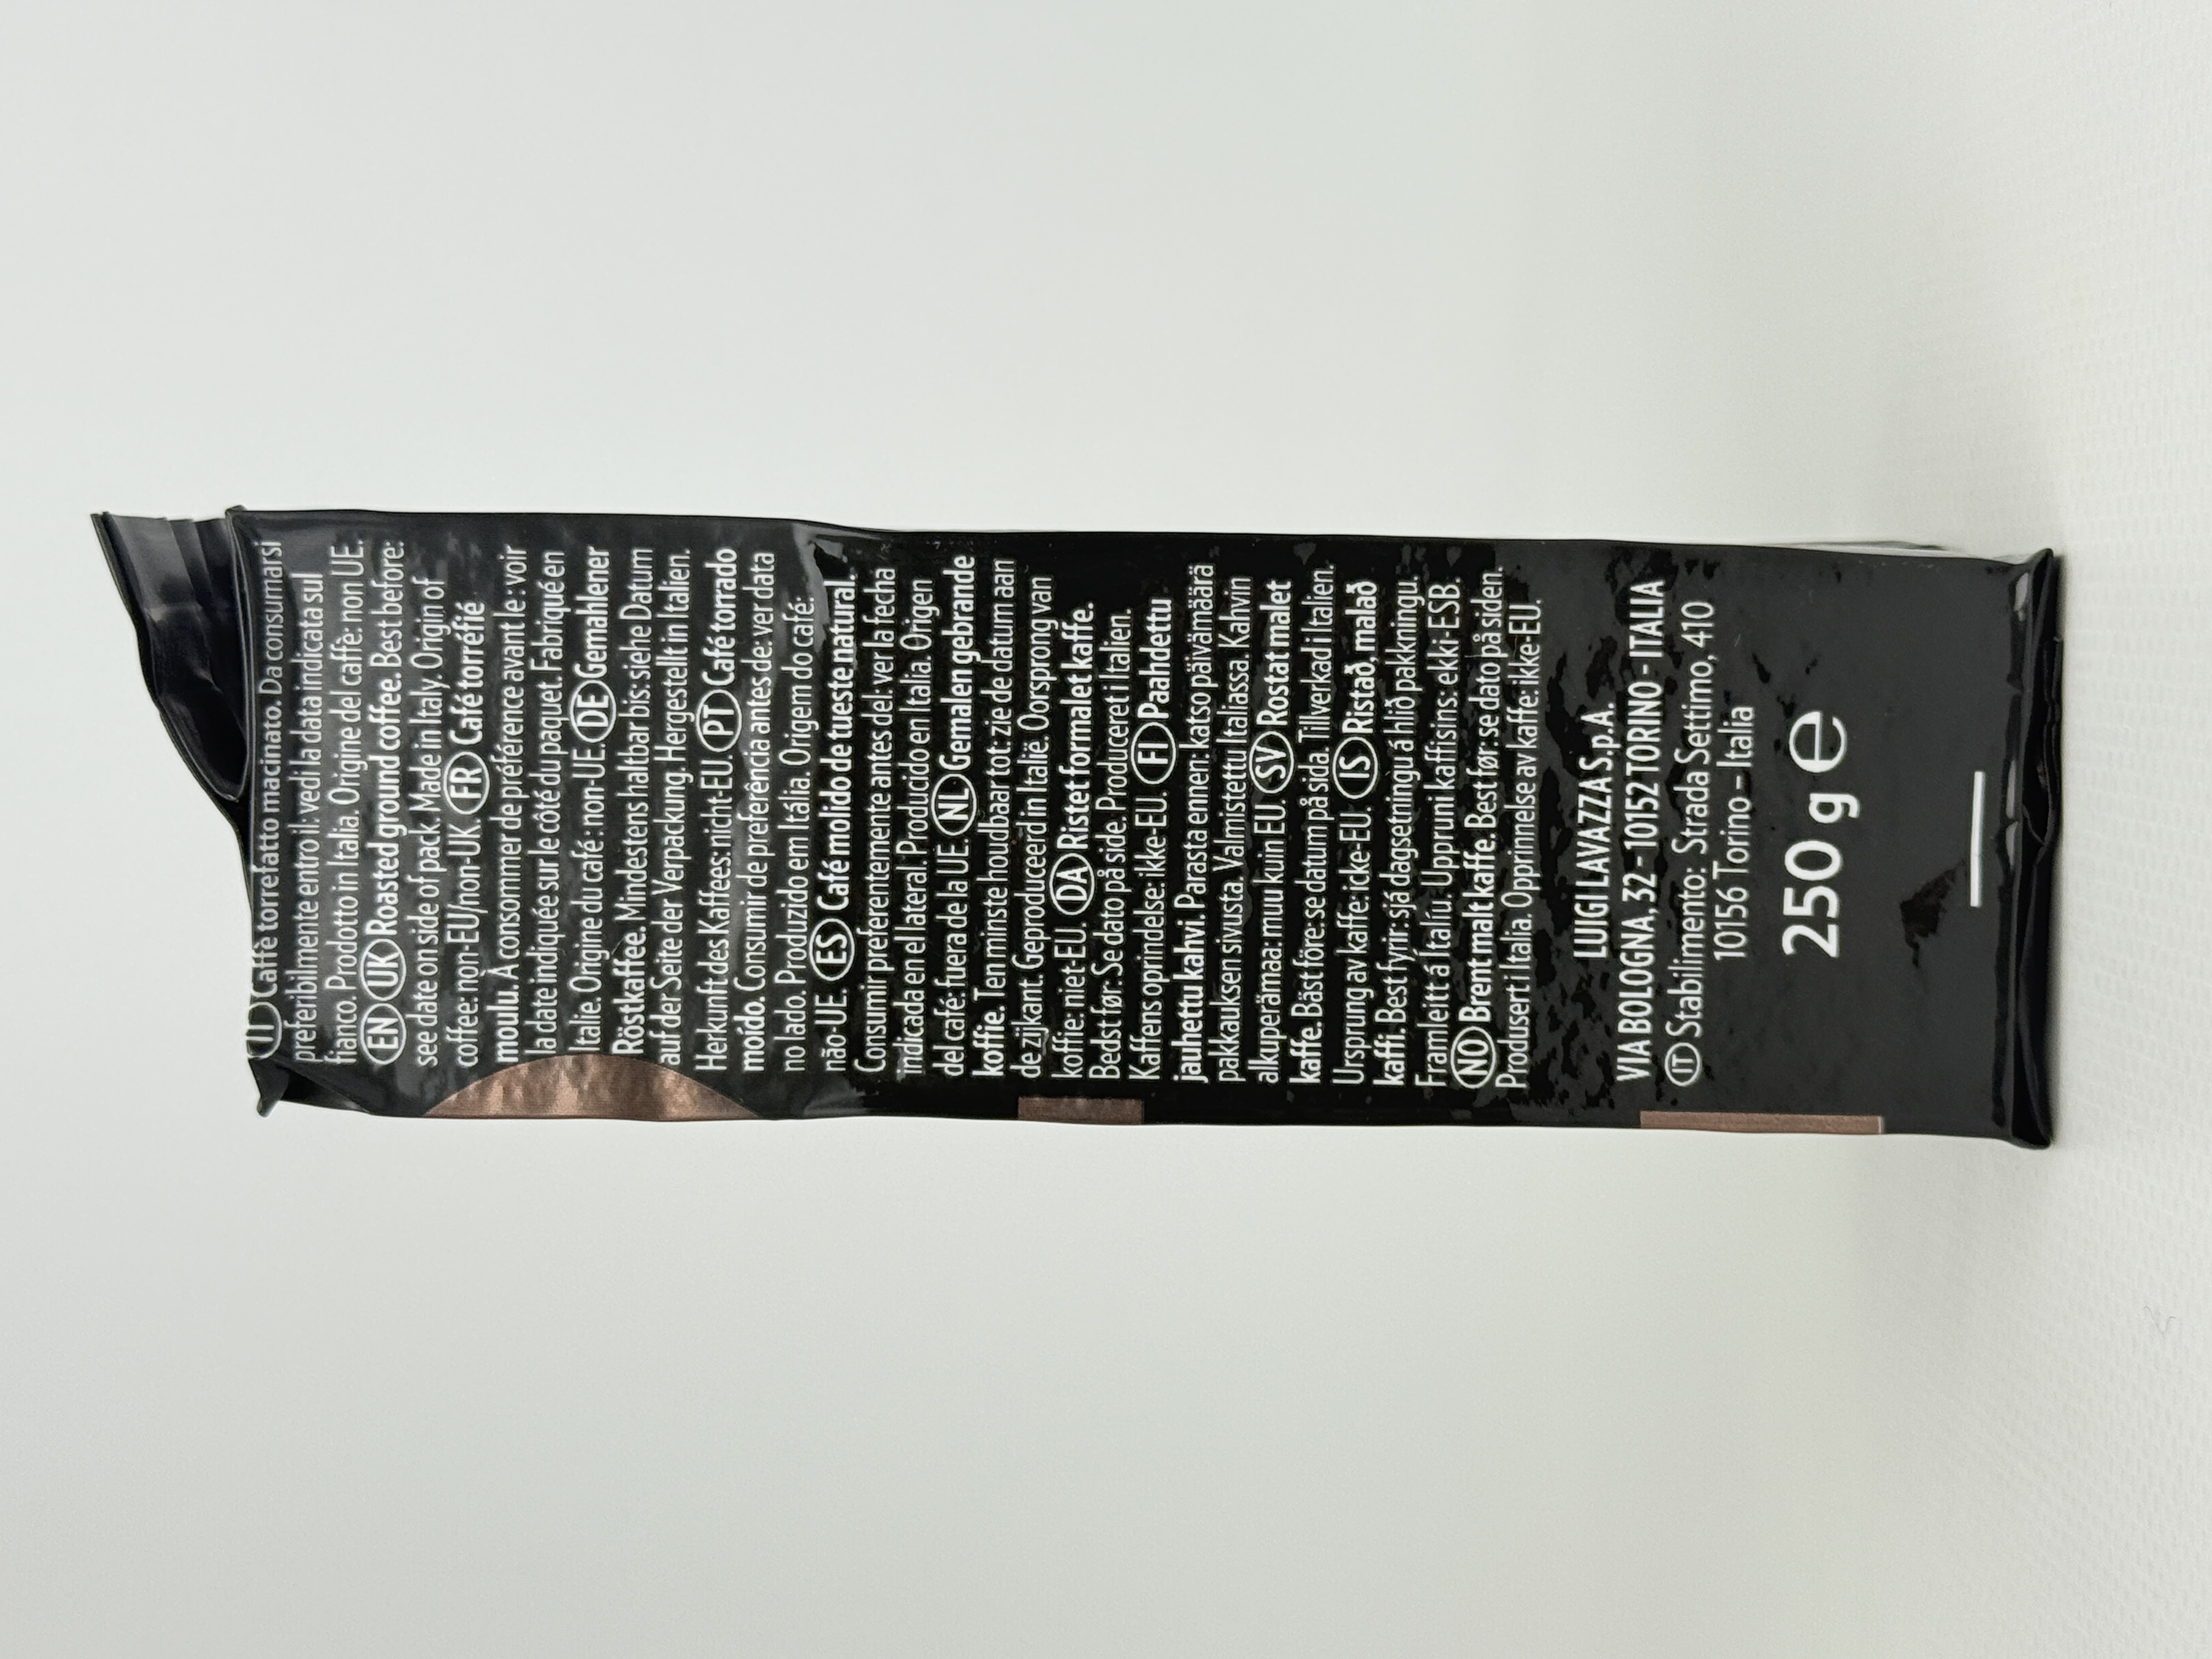 IT Caffè torrefatto macinato. Da consumarsi
preferibilmente entro il: vedi la data indicata sul
fianco. Prodotto in Italia. Origine del caffè: non UE.
EN UK Roasted ground coffee. Best before:
see date on side of pack. Made in Italy. Origin of
coffee: non-EU/non-UK. FR Café torréfié
moulu. À consommer de préférence avant le : voir
la date indiquée sur le côté du paquet. Fabriqué en
Italie. Origine du café : non-UE. DE Gemahlener
Röstkaffee. Mindestens haltbar bis: siehe Datum
auf der Seite der Verpackung. Hergestellt in Italien.
Herkunft des Kaffees: nicht-EU. PT Café torrado
moído. Consumir de preferência antes de: ver data
no lado. Produzido em Itália. Origem do café:
não-UE. ES Café molido de tueste natural.
Consumir preferentemente antes del: ver la fecha
indicada en el lateral. Producido en Italia. Origen
del café: fuera de la UE. NL Gemalen gebrande
koffie. Ten minste houdbaar tot: zie de datum aan
de zijkant. Geproduceerd in Italië. Oorsprong van
koffie: niet-EU. DA Ristet formalet kaffe.
Bedst før: Se dato på side. Produceret i Italien.
Kaffens oprindelse: ikke-EU. FI Paahdettu
jauhettu kahvi. Parasta ennen: katso päivämäärä
pakkauksen sivusta. Valmistettu Italiassa. Kahvin
alkuperämaa: muu kuin EU. SV Rostat malet
kaffe. Bäst före: se datum på sida. Tillverkad i Italien.
Ursprung av kaffe: icke-EU. IS Ristað, malað
kaffi. Best fyrir: sjá dagsetningu á hlið pakkningu.
Framleitt á Ítalíu. Uppruni kaffisins: ekki-ESB.
NO Brent malt kaffe. Best før: se dato på siden.
Produsert i Italia. Opprinnelse av kaffe: ikke-EU.
LUIGI LAVAZZA S.p.A.
VIA BOLOGNA, 32 - 10152 TORINO - ITALIA
IT Stabilimento: Strada Settimo, 410
10156 Torino – Italia
250 g ℮